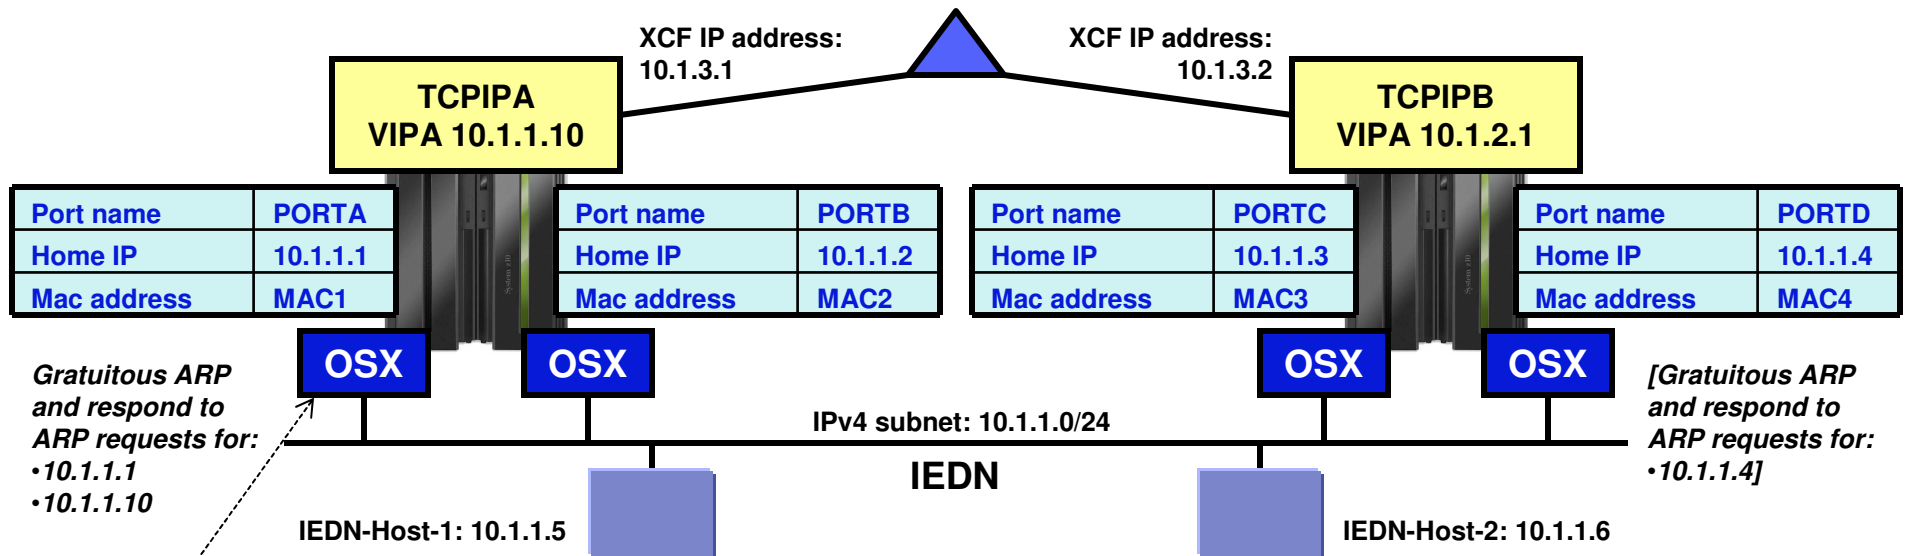 XCF IP address:
10.1.3.1
XCF IP address:
10.1.3.2
TCPIPA
VIPA 10.1.1.10
TCPIPB
VIPA 10.1.2.1
Port name PORTA
Home IP 10.1.1.1
Mac address MAC1
Port name PORTB
Home IP 10.1.1.2
Mac address MAC2
Port name PORTC
Home IP 10.1.1.3
Mac address MAC3
Port name PORTD
Home IP 10.1.1.4
Mac address MAC4
System z10
System z10
OSX
OSX
OSX
OSX
Gratuitous ARP
and respond to
ARP requests for:
•10.1.1.1
•10.1.1.10
IPv4 subnet: 10.1.1.0/24
IEDN
[Gratuitous ARP
and respond to
ARP requests for:
•10.1.1.4]
IEDN-Host-1: 10.1.1.5
IEDN-Host-2: 10.1.1.6